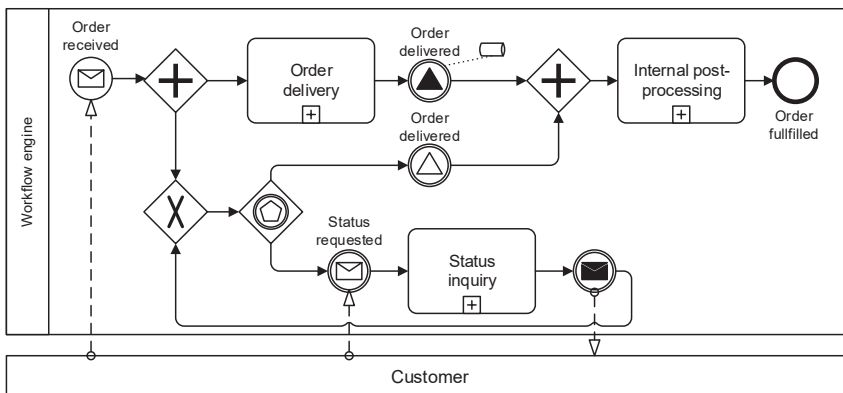 Order
received
Order
delivery
Order
delivered
Internal post-
processing
Order
fullfilled
Order
delivered
Status
requested
Status
inquiry
Workflow engine
Customer